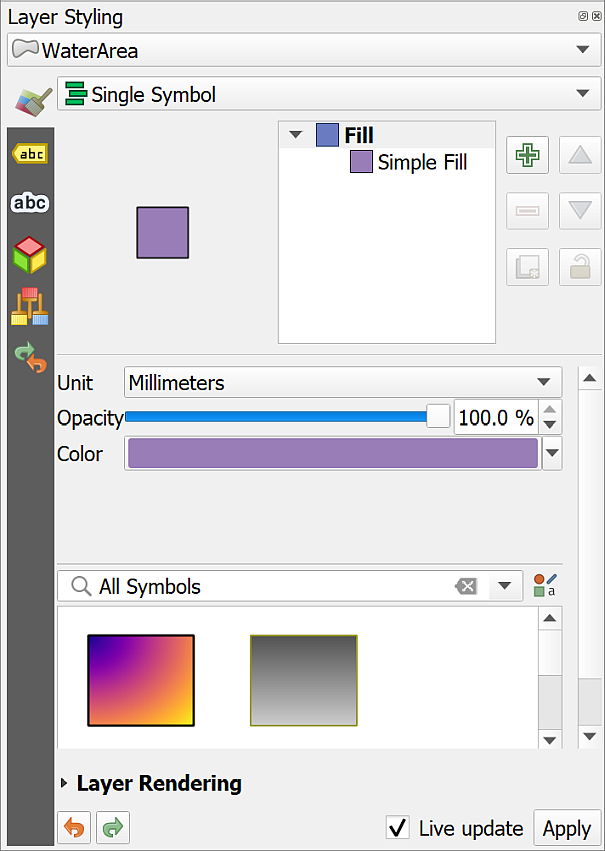 Layer Styling
WaterArea
Single Symbol
abc
abc
Fill
Simple Fill
Unit
Millimeters
Opacity
100.0 %
Color
All Symbols
a
Layer Rendering
Live update
Apply